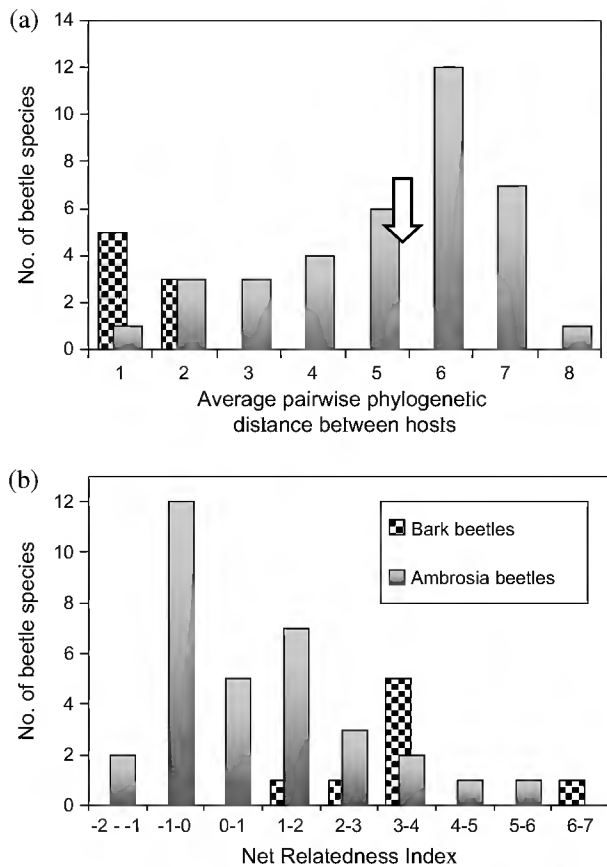 (a)
14
12
10
8
6
4
2
0
No. of beetle species
1 2 3 4 5 6 7 8
Average pairwise phylogenetic
distance between hosts
(b)
12
10
8
6
4
2
0
No. of beetle species
Bark beetles
Ambrosia beetles
-2 - -1 -1-0 0-1 1-2 2-3 3-4 4-5 5-6 6-7
Net Relatedness Index